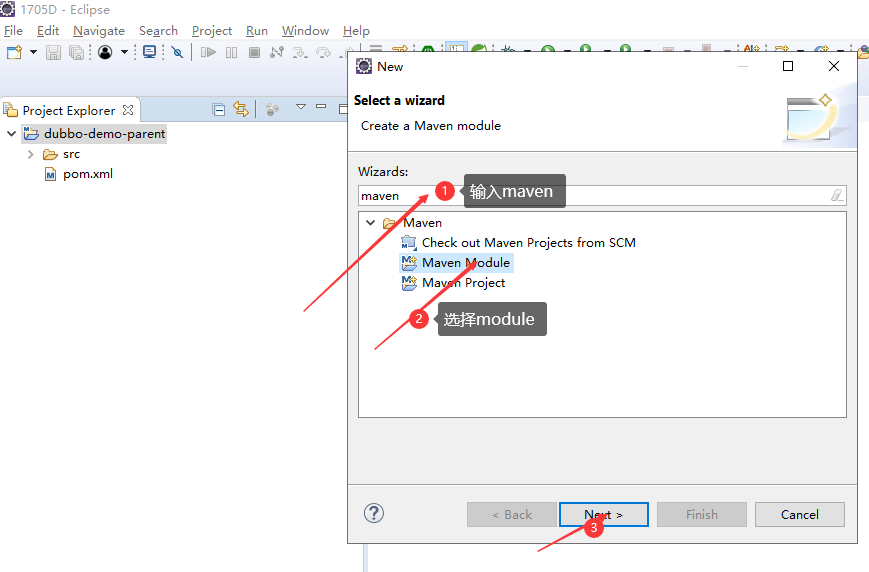 1705D - Eclipse
File Edit Navigate Search Project Run Window Help
Project Explorer
dubbo-demo-parent
src
pom.xml
New
Select a wizard
Create a Maven module
Wizards:
maven
1 输入maven
Maven
Check out Maven Projects from SCM
Maven Module
Maven Project
2 选择module
< Back Next > Finish Cancel
3